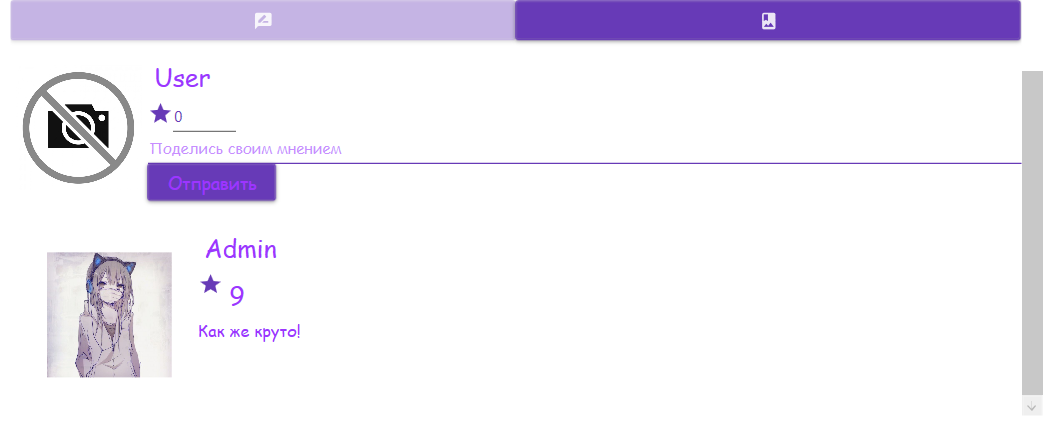 User
0
Поделись своим мнением
Отправить
Admin
9
Как же круто!